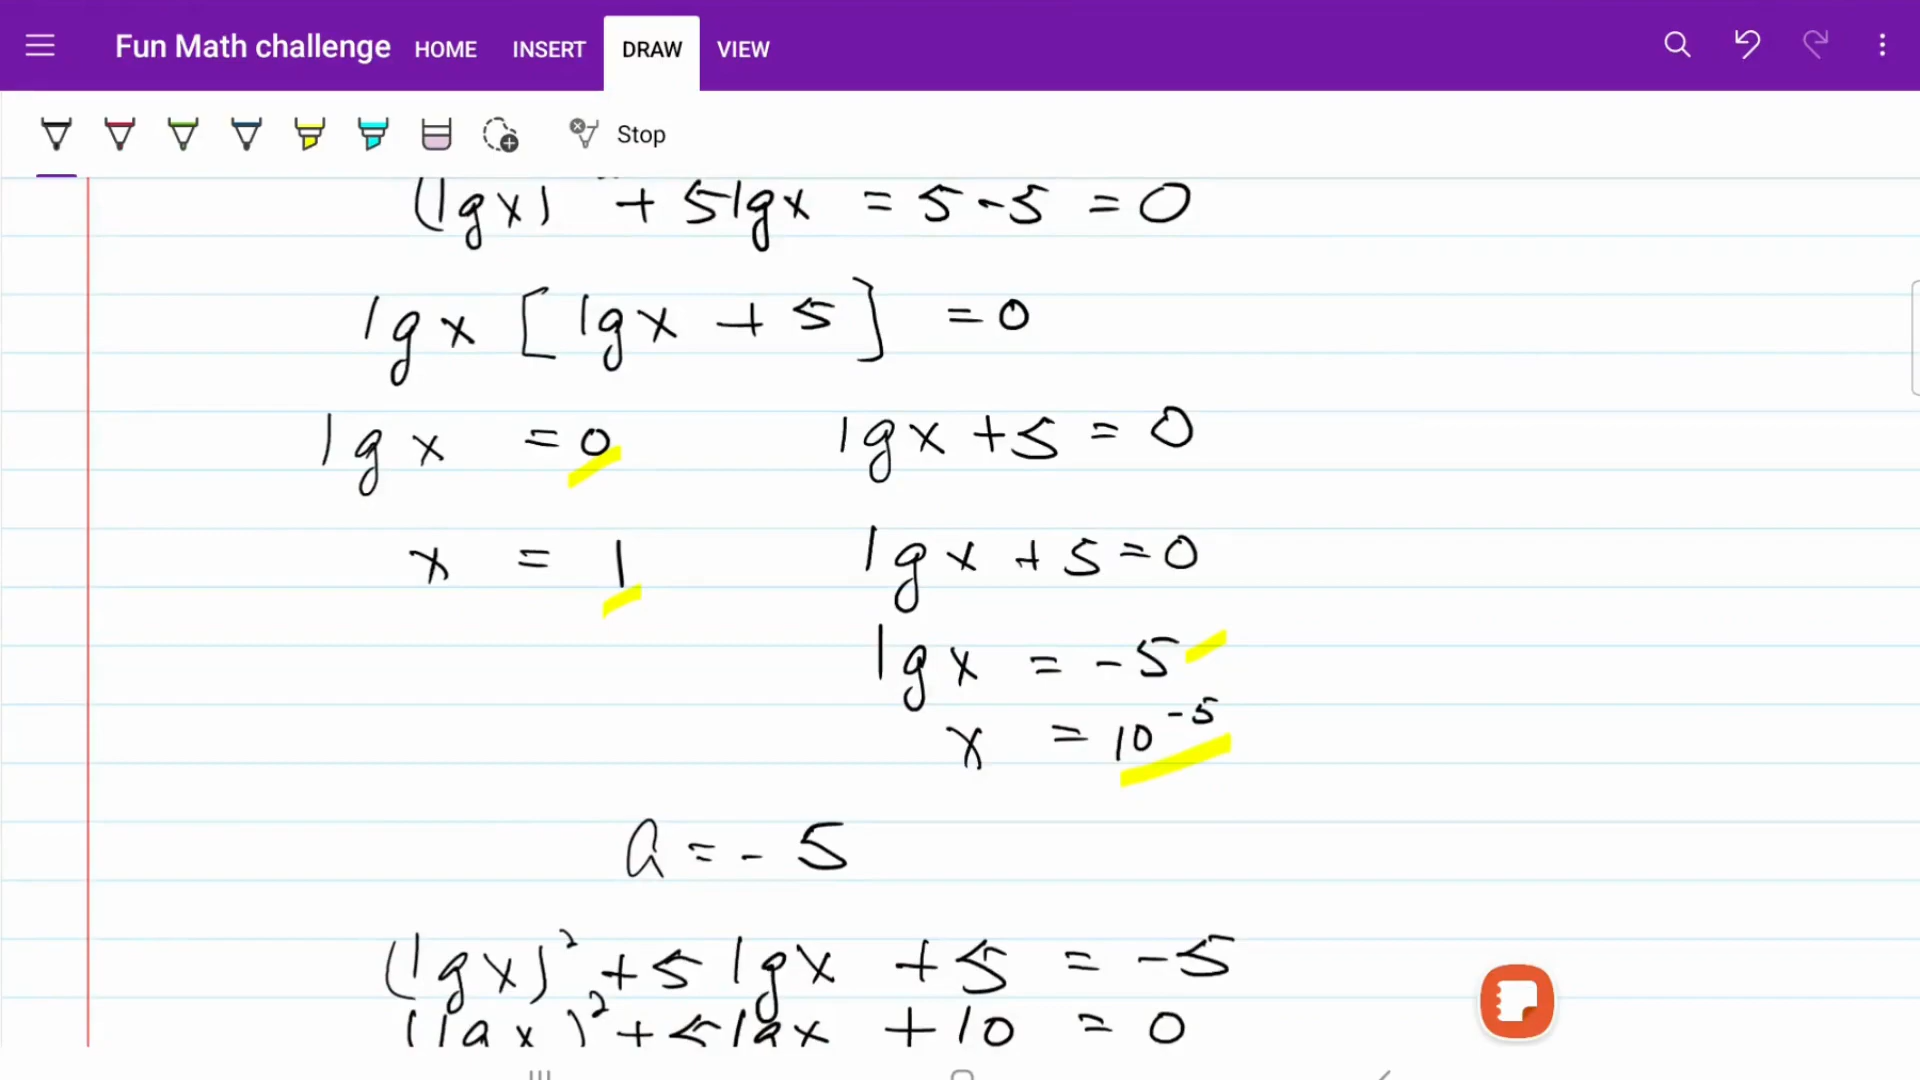 Fun Math challenge HOME INSERT DRAW VIEW
Stop
(lgx)² + 5lgx = 5-5 = 0
lgx [lgx + 5] = 0
lgx = 0 lgx + 5 = 0
x = 1 lgx + 5 = 0
lgx = -5
x = 10⁻⁵
a = - 5
(lgx)² + 5 lgx + 5 = -5
(lgx)² + 5lgx + 10 = 0